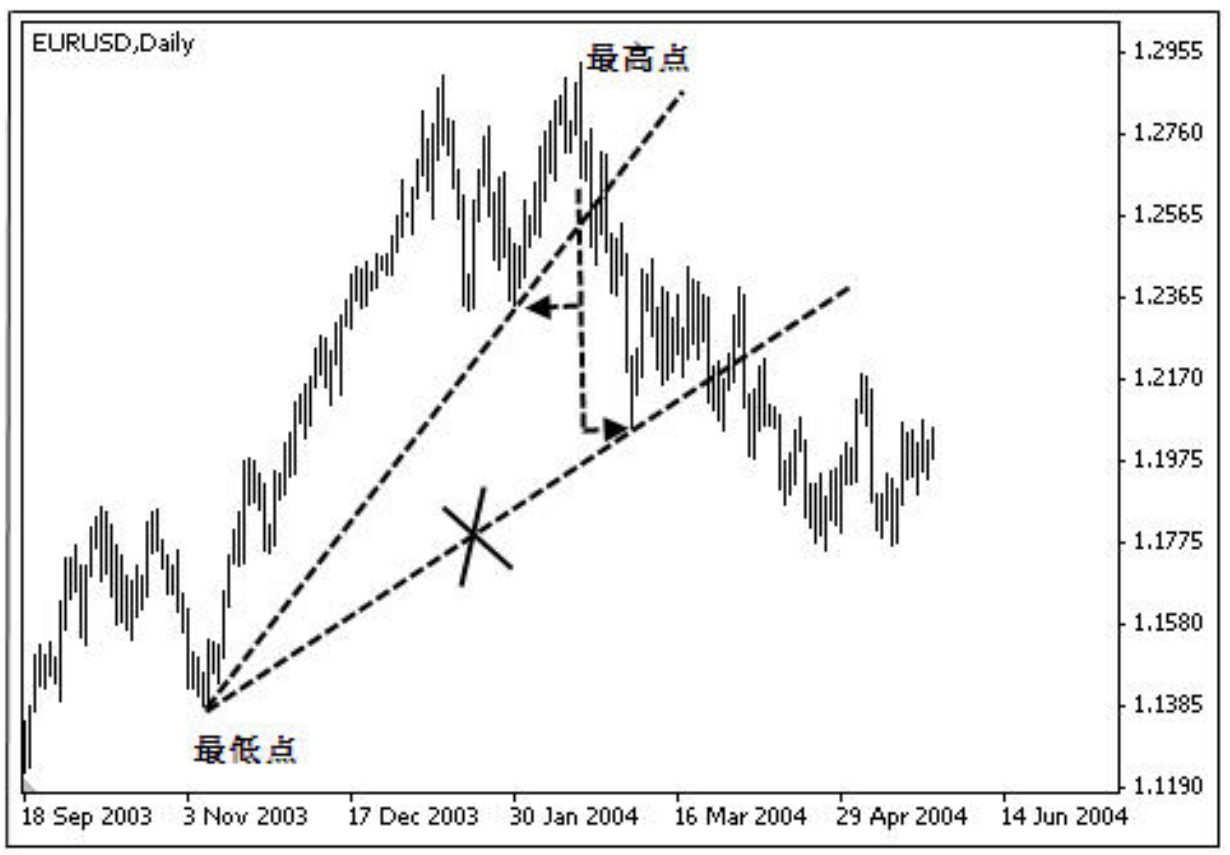 EURUSD,Daily
最高点
最低点
1.2955
1.2760
1.2565
1.2365
1.2170
1.1975
1.1775
1.1580
1.1385
1.1190
18 Sep 2003
3 Nov 2003
17 Dec 2003
30 Jan 2004
16 Mar 2004
29 Apr 2004
14 Jun 2004